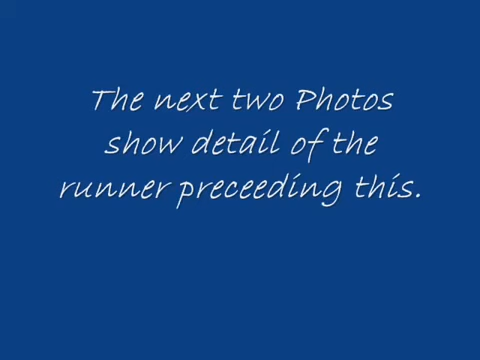 The next two Photos
show detail of the
runner preceeding this.